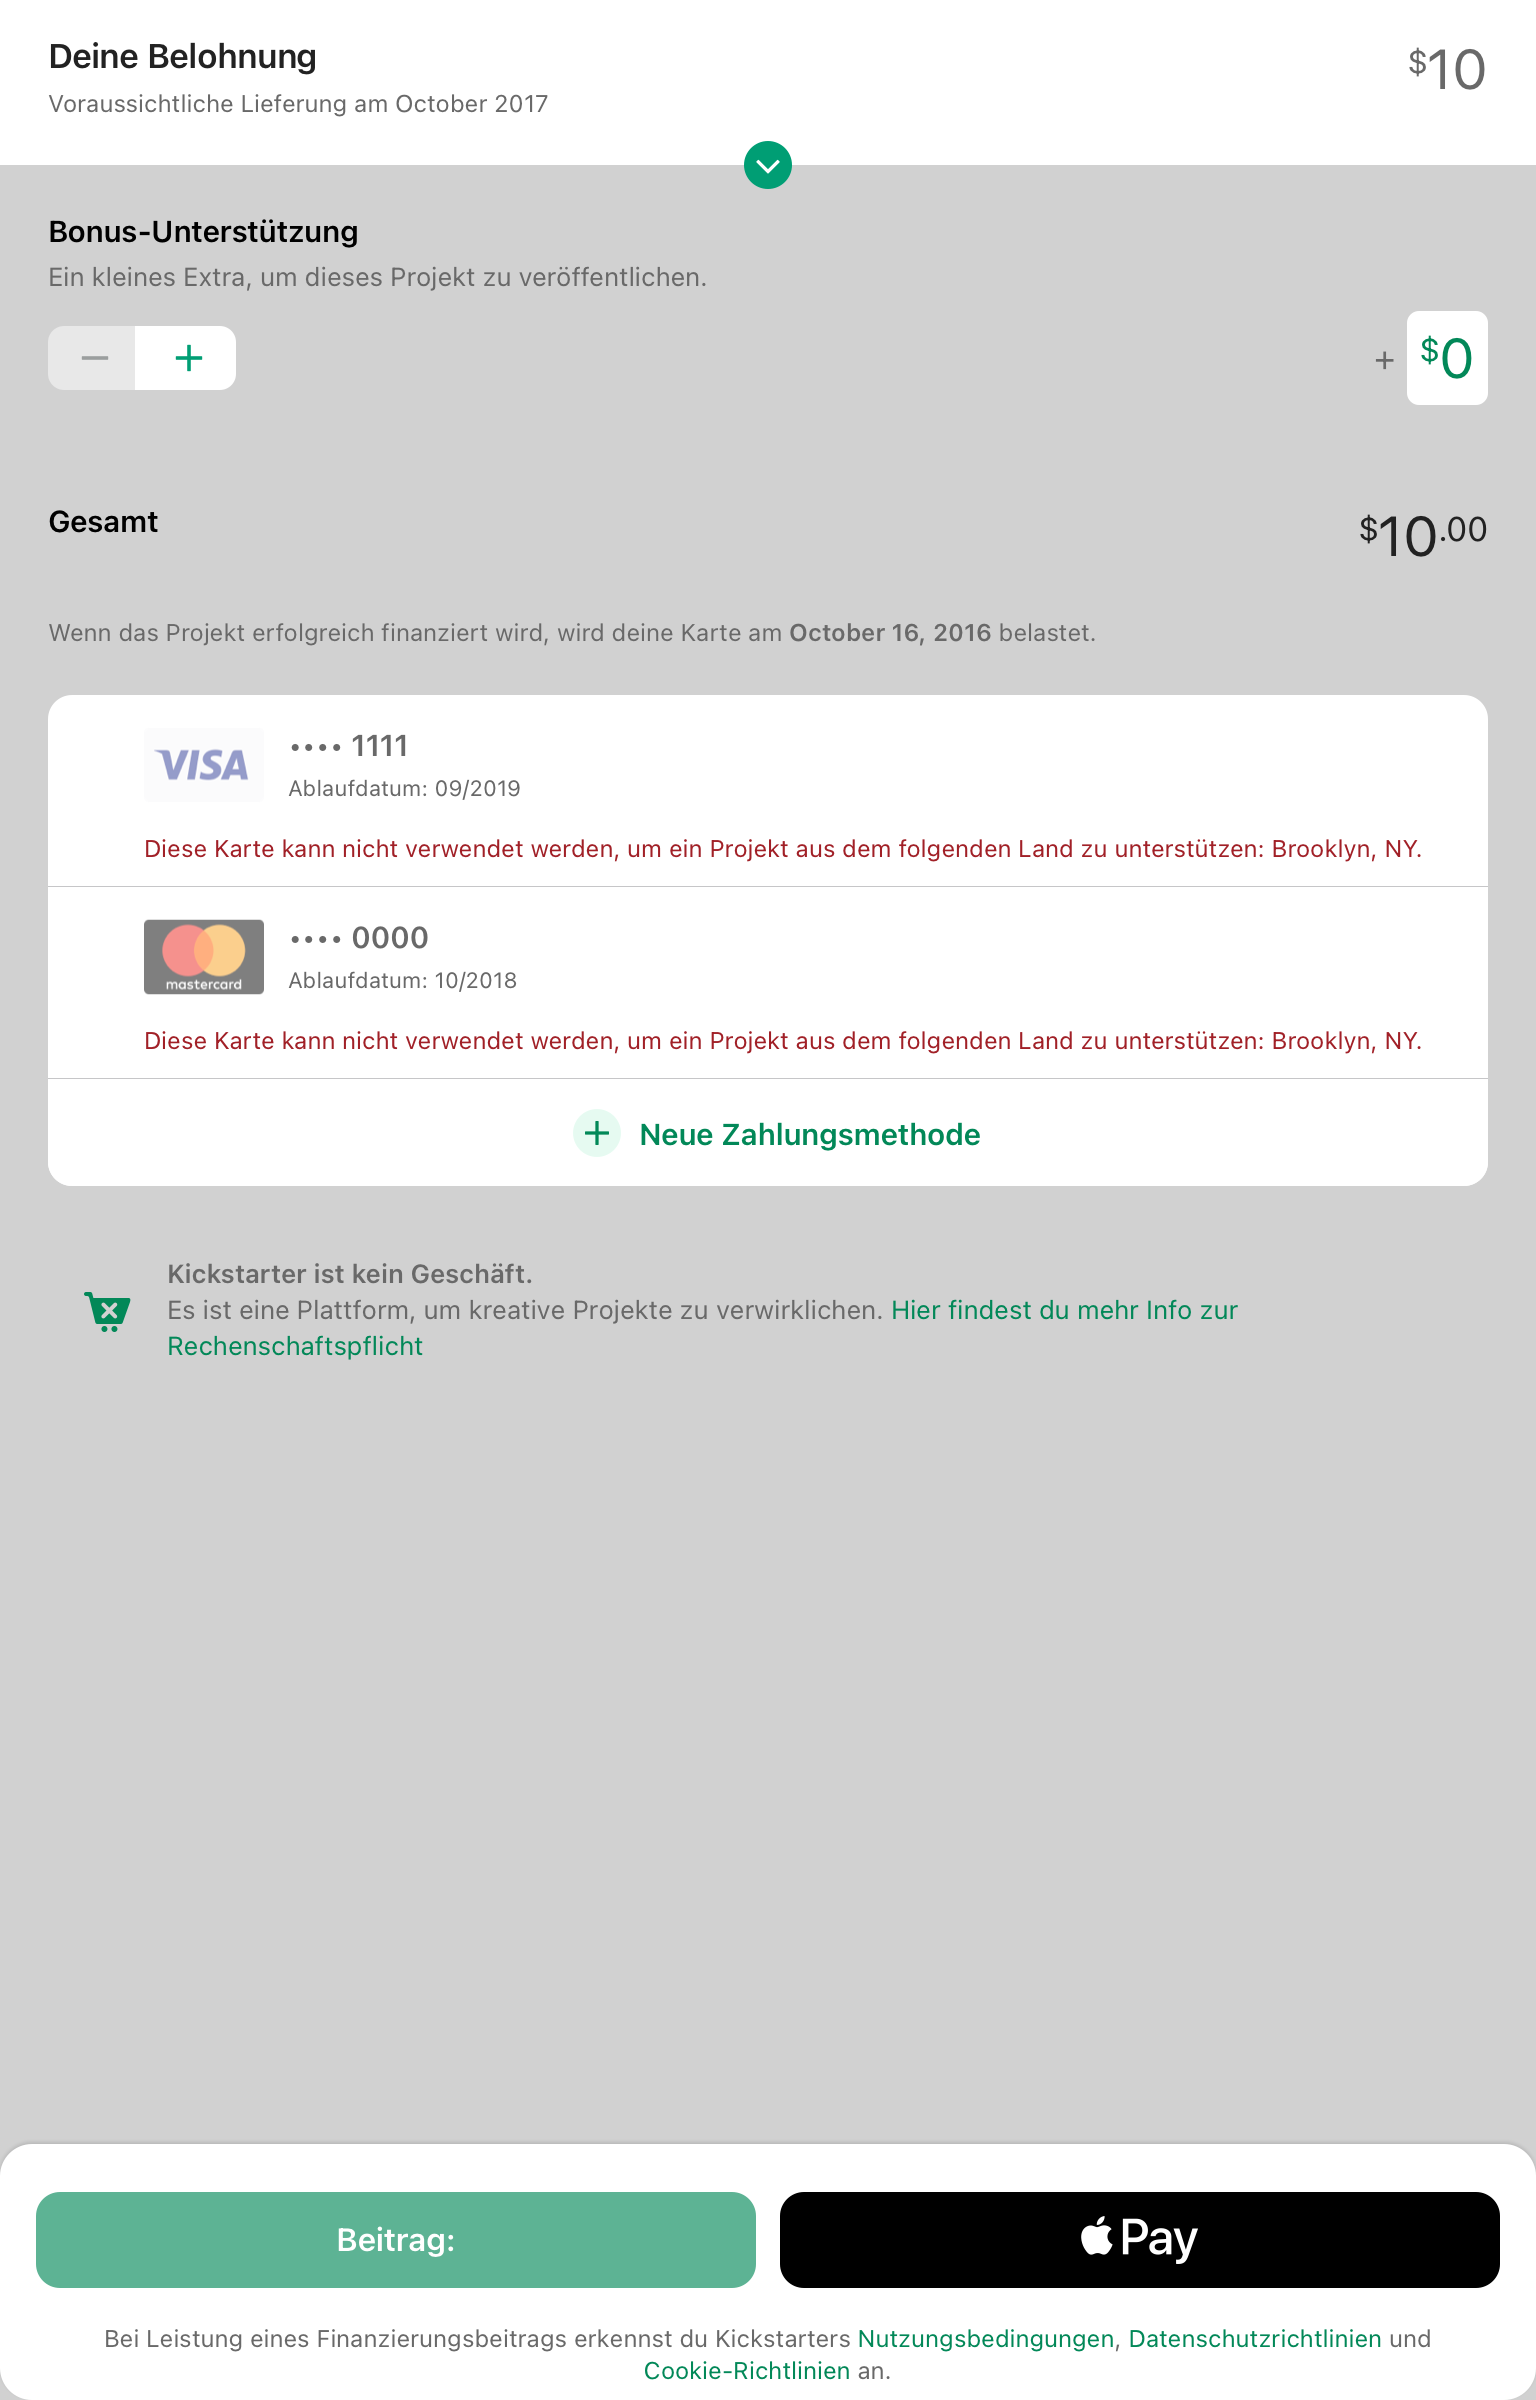 Deine Belohnung
$10
Voraussichtliche Lieferung am October 2017
Bonus-Unterstützung
Ein kleines Extra, um dieses Projekt zu veröffentlichen.
+ $0
Gesamt
$10.00
Wenn das Projekt erfolgreich finanziert wird, wird deine Karte am October 16, 2016 belastet.
VISA
•••• 1111
Ablaufdatum: 09/2019
Diese Karte kann nicht verwendet werden, um ein Projekt aus dem folgenden Land zu unterstützen: Brooklyn, NY.
mastercard
•••• 0000
Ablaufdatum: 10/2018
Diese Karte kann nicht verwendet werden, um ein Projekt aus dem folgenden Land zu unterstützen: Brooklyn, NY.
Neue Zahlungsmethode
Kickstarter ist kein Geschäft.
Es ist eine Plattform, um kreative Projekte zu verwirklichen. Hier findest du mehr Info zur
Rechenschaftspflicht
Beitrag:
Pay
Bei Leistung eines Finanzierungsbeitrags erkennst du Kickstarters Nutzungsbedingungen, Datenschutzrichtlinien und
Cookie-Richtlinien an.